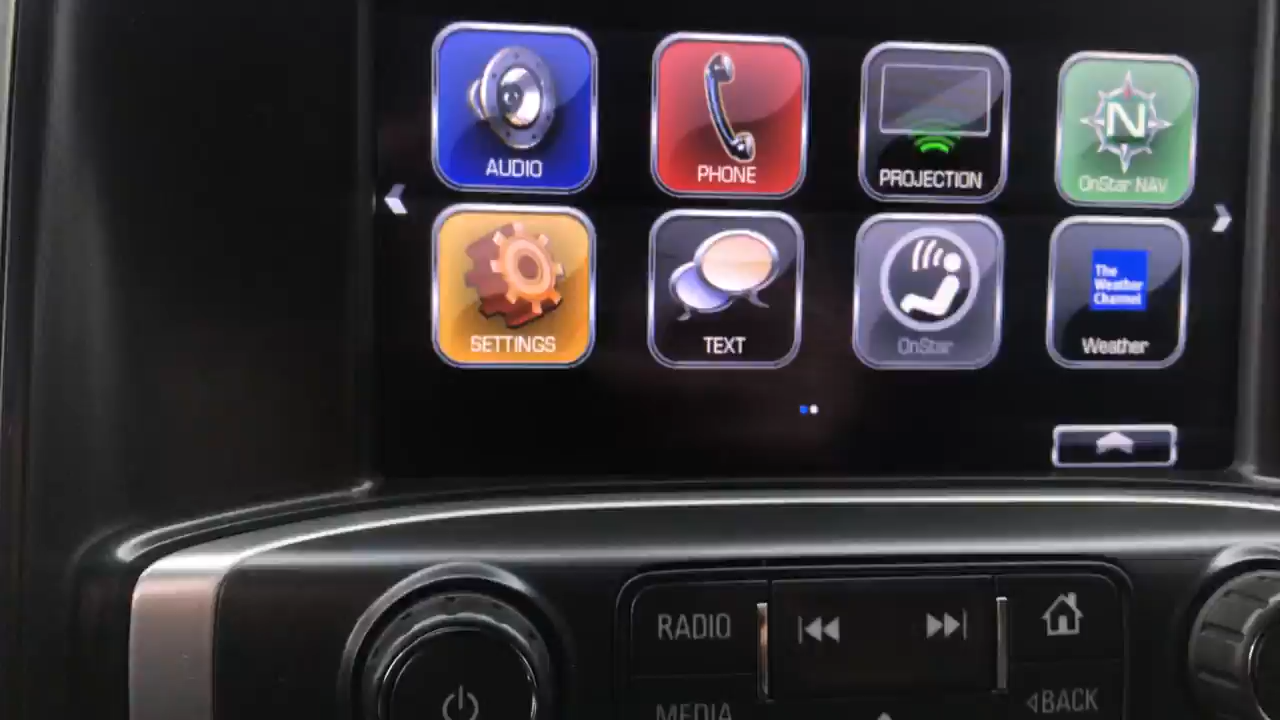 AUDIO
PHONE
PROJECTION
N
OnStar NAV
SETTINGS
TEXT
OnStar
The
Weather
Channel
Weather
RADIO
MEDIA
BACK